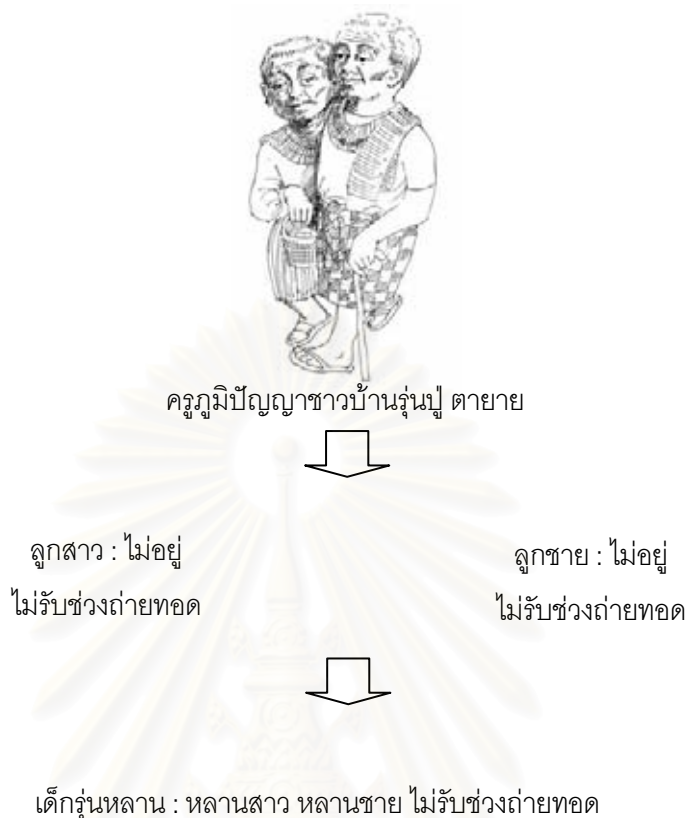 ครูภูมิปัญญาชาวบ้านรุ่นปู่ ตายาย
ลูกสาว : ไม่อยู่
ไม่รับช่วงถ่ายทอด
ลูกชาย : ไม่อยู่
ไม่รับช่วงถ่ายทอด
เด็กรุ่นหลาน : หลานสาว หลานชาย ไม่รับช่วงถ่ายทอด